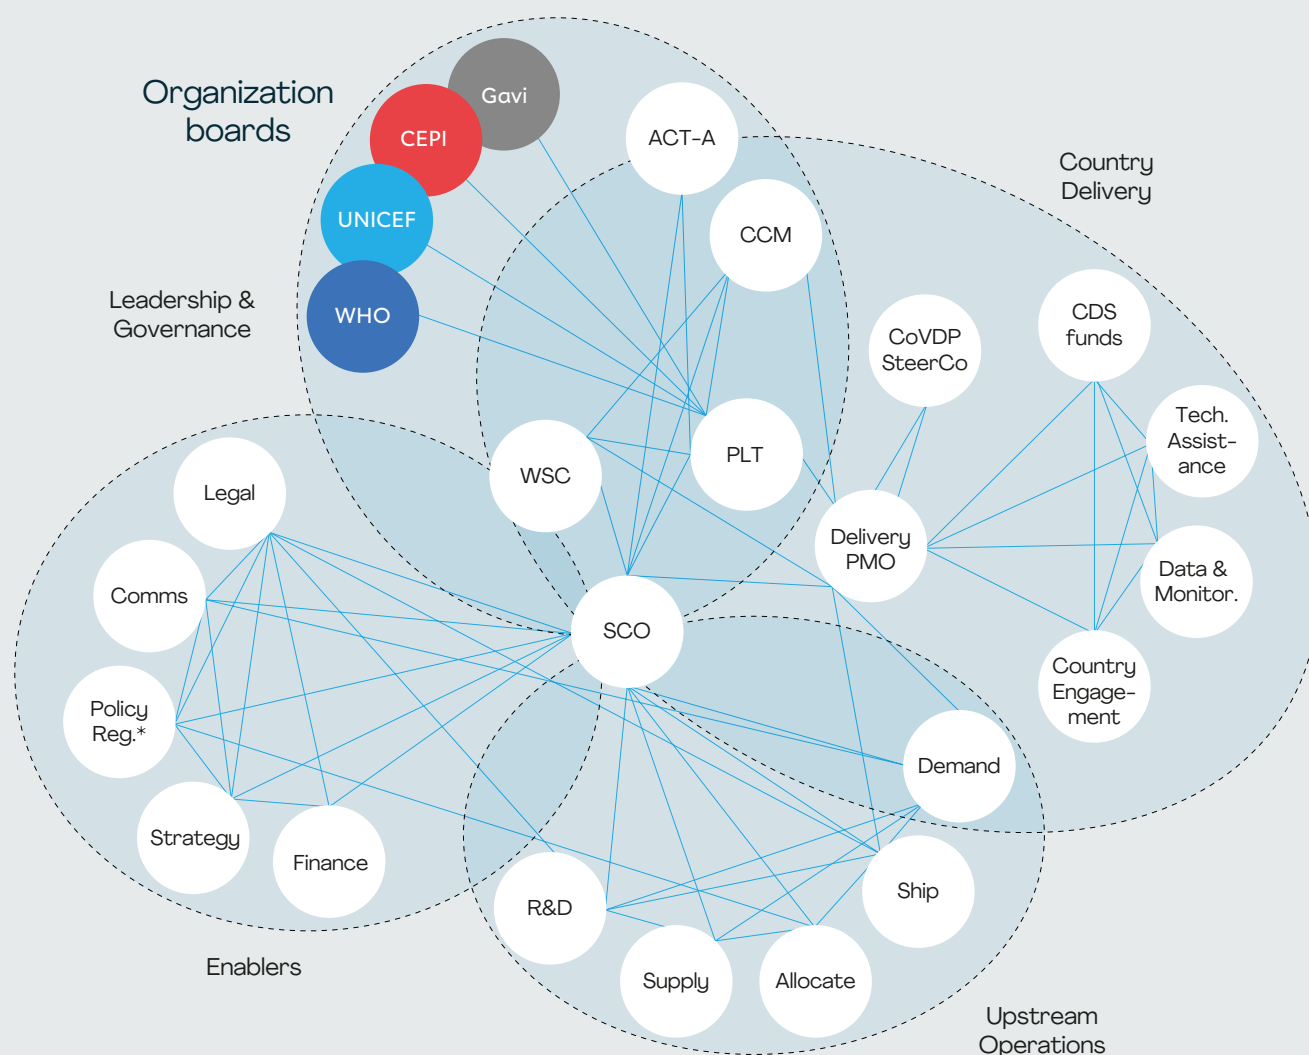 Organization
boards
Gavi
CEPI
UNICEF
WHO
ACT-A
CCM
Country
Delivery
Leadership &
Governance
CoVDP
SteerCo
CDS
funds
Tech.
Assist-
ance
WSC
PLT
Legal
Delivery
PMO
Data &
Monitor.
Comms
SCO
Country
Engage-
ment
Policy
Reg.*
Demand
Strategy
Finance
R&D
Ship
Supply
Allocate
Enablers
Upstream
Operations